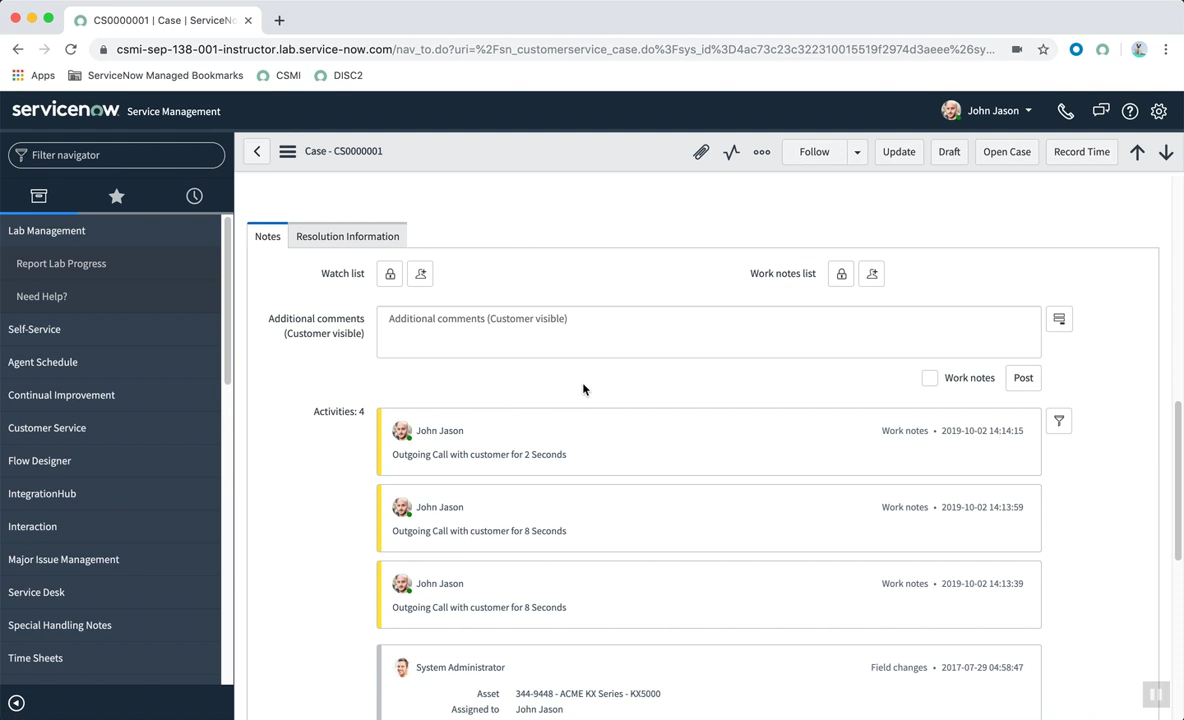 CS0000001 | Case | ServiceNo
csmi-sep-138-001-instructor.lab.service-now.com/nav_to.do?uri=%2Fsn_customerservice_case.do%3Fsys_id%3D4ac73c23c322310015519f2974d3aeee%26sy...
Apps
ServiceNow Managed Bookmarks
CSMI
DISC2
servicenow Service Management
John Jason
Filter navigator
Case - CS0000001
Follow
Update
Draft
Open Case
Record Time
Lab Management
Report Lab Progress
Need Help?
Self-Service
Agent Schedule
Continual Improvement
Customer Service
Flow Designer
IntegrationHub
Interaction
Major Issue Management
Service Desk
Special Handling Notes
Time Sheets
Notes
Resolution Information
Watch list
Work notes list
Additional comments
(Customer visible)
Additional comments (Customer visible)
Work notes
Post
Activities: 4
John Jason
Work notes • 2019-10-02 14:14:15
Outgoing Call with customer for 2 Seconds
John Jason
Work notes • 2019-10-02 14:13:59
Outgoing Call with customer for 8 Seconds
John Jason
Work notes • 2019-10-02 14:13:39
Outgoing Call with customer for 8 Seconds
System Administrator
Field changes • 2017-07-29 04:58:47
Asset 344-9448 - ACME KX Series - KX5000
Assigned to John Jason